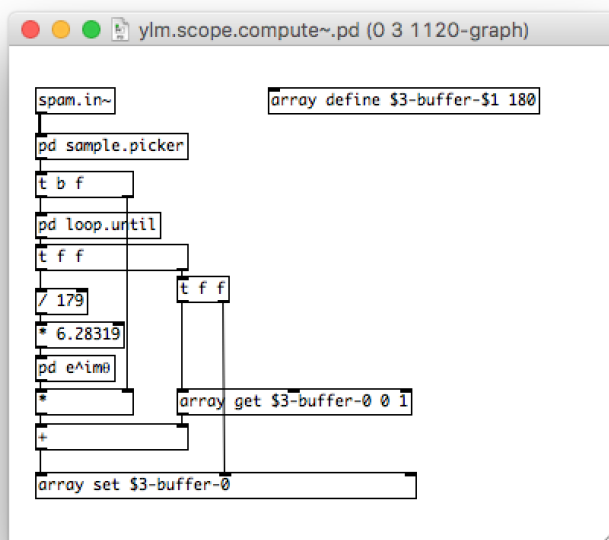 ylm.scope.compute~.pd (0 3 1120-graph)
spam.in~
array define $3-buffer-$1 180
pd sample.picker
t b f
pd loop.until
t f f
t f f
/ 179
* 6.28319
pd e^imθ
*
array get $3-buffer-0 0 1
+
array set $3-buffer-0